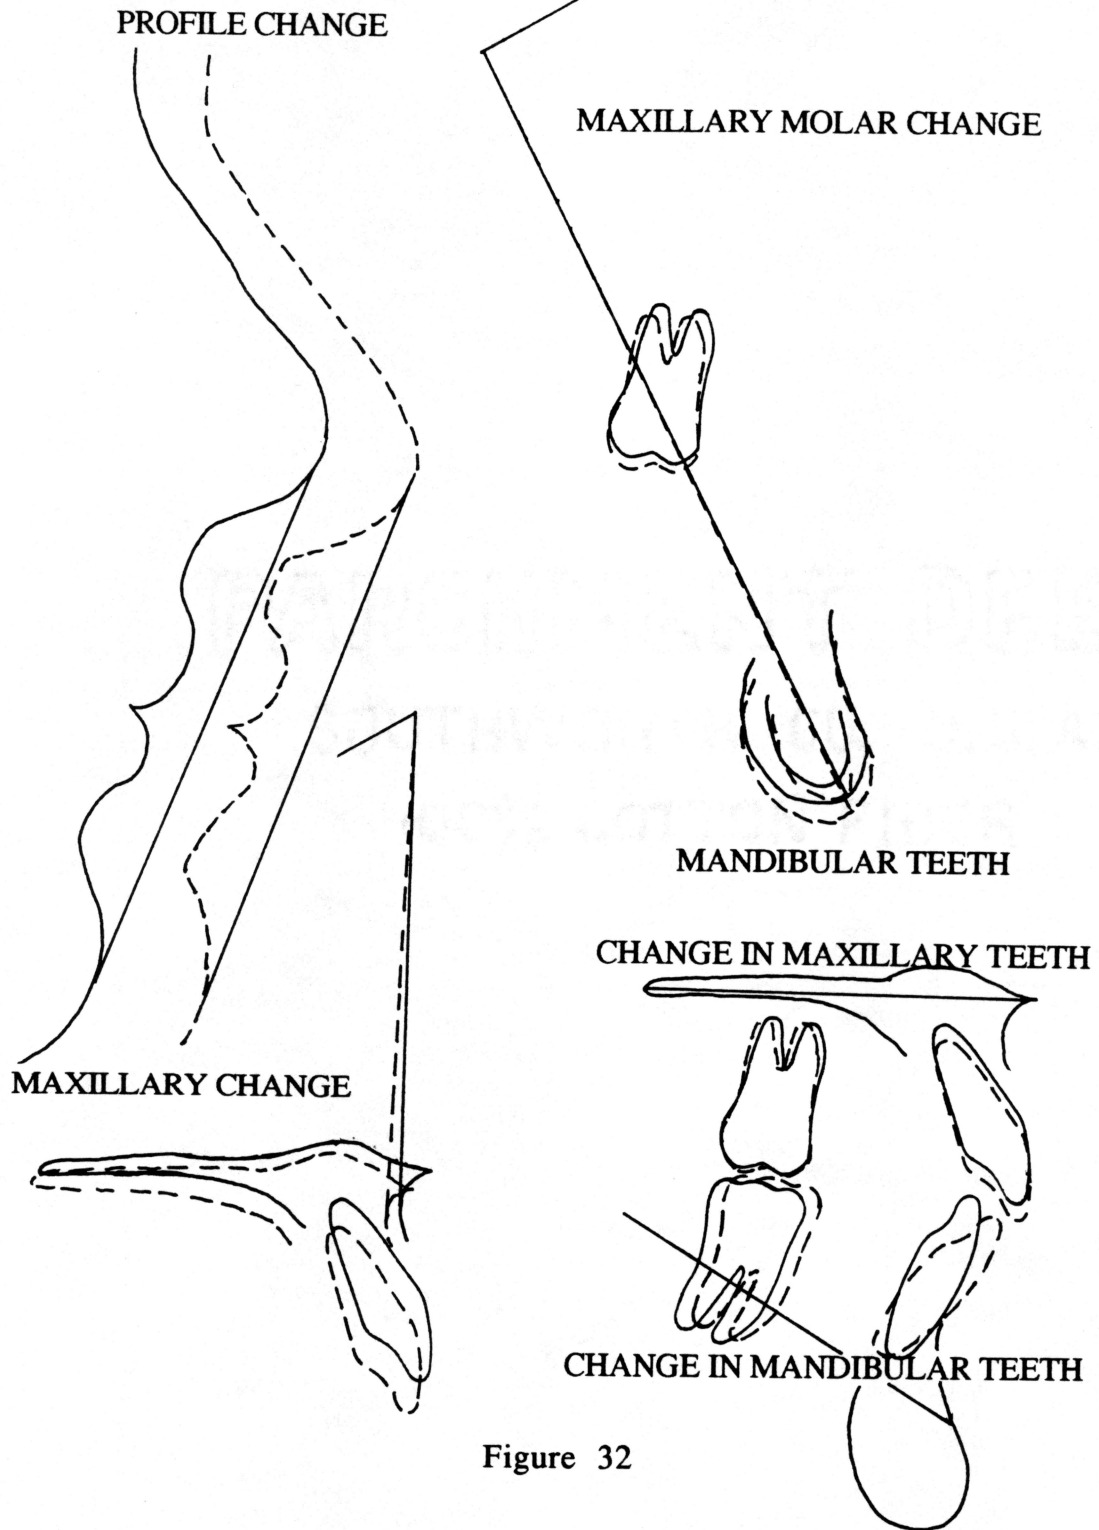 PROFILE CHANGE
MAXILLARY MOLAR CHANGE
MANDIBULAR TEETH
CHANGE IN MAXILLARY TEETH
MAXILLARY CHANGE
CHANGE IN MANDIBULAR TEETH
Figure 32